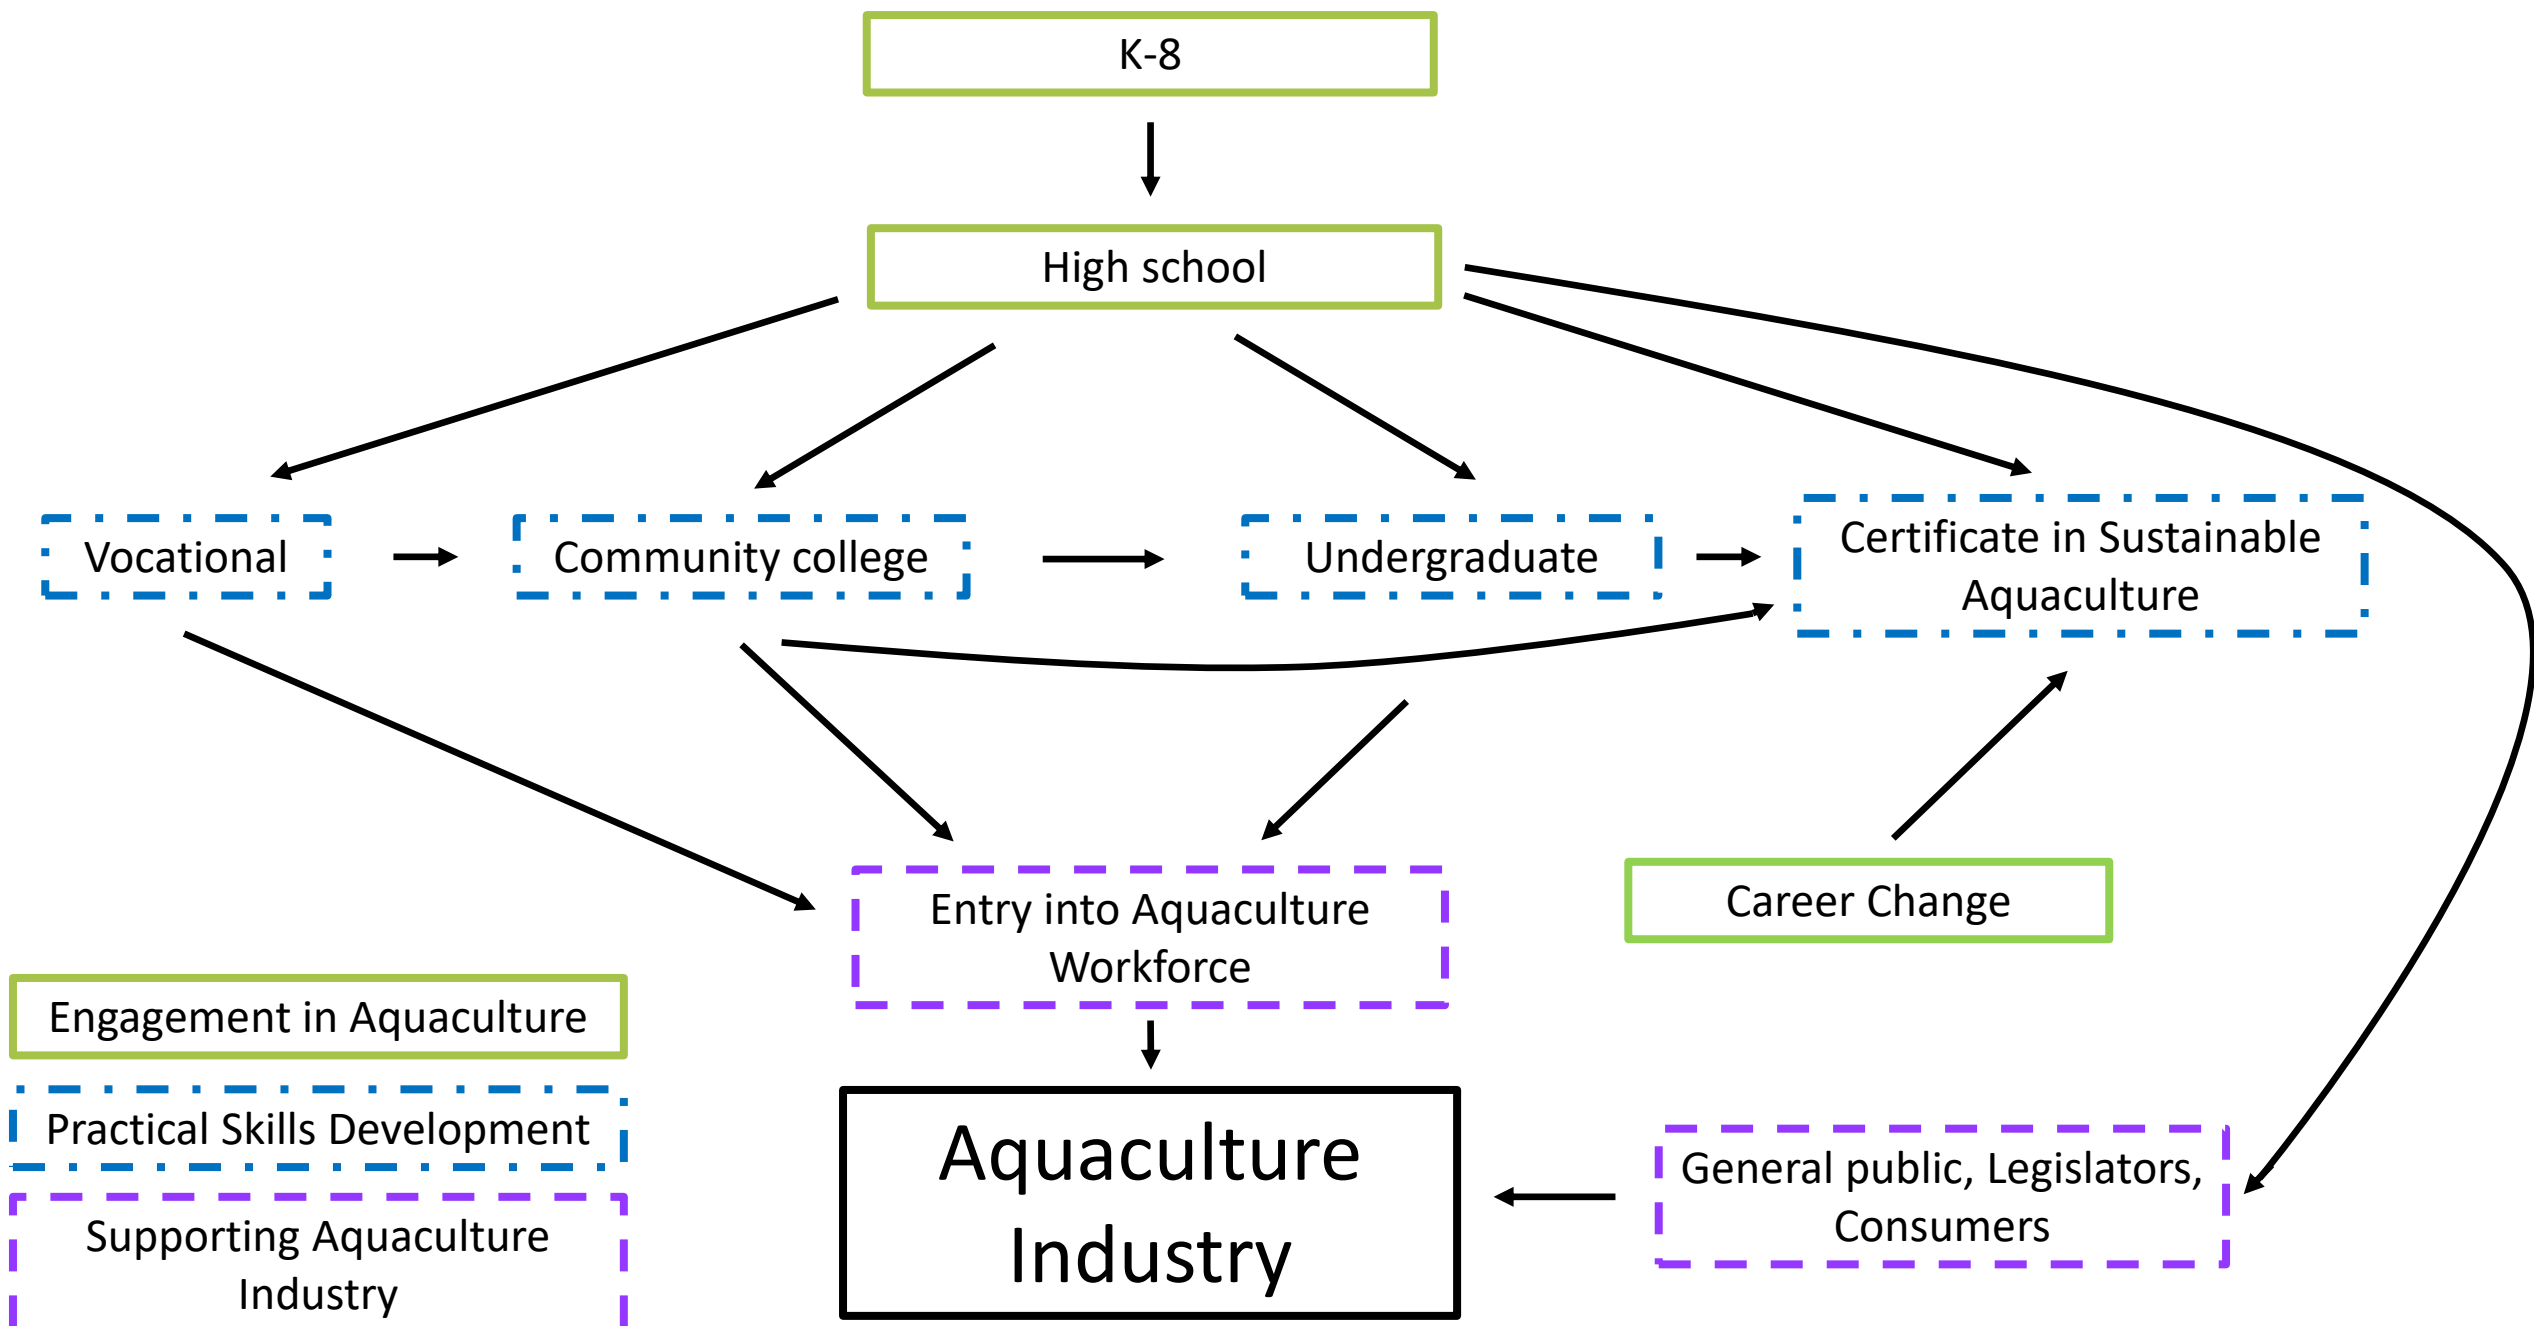 K-8
High school
Vocational
Community college
Undergraduate
Certificate in Sustainable
Aquaculture
Entry into Aquaculture
Workforce
Career Change
Engagement in Aquaculture
Practical Skills Development
Supporting Aquaculture
Industry
Aquaculture
Industry
General public, Legislators,
Consumers